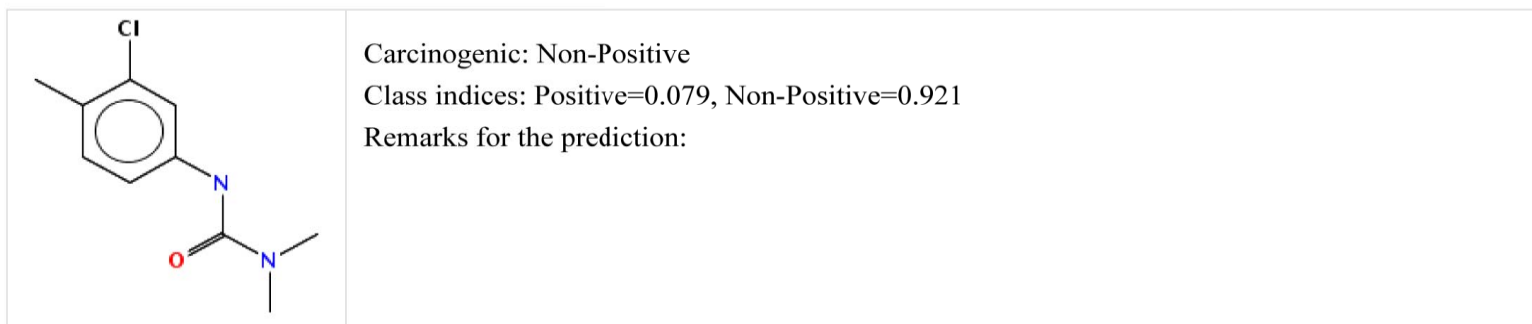 Cl
N
O
N
Carcinogenic: Non-Positive
Class indices: Positive=0.079, Non-Positive=0.921
Remarks for the prediction: